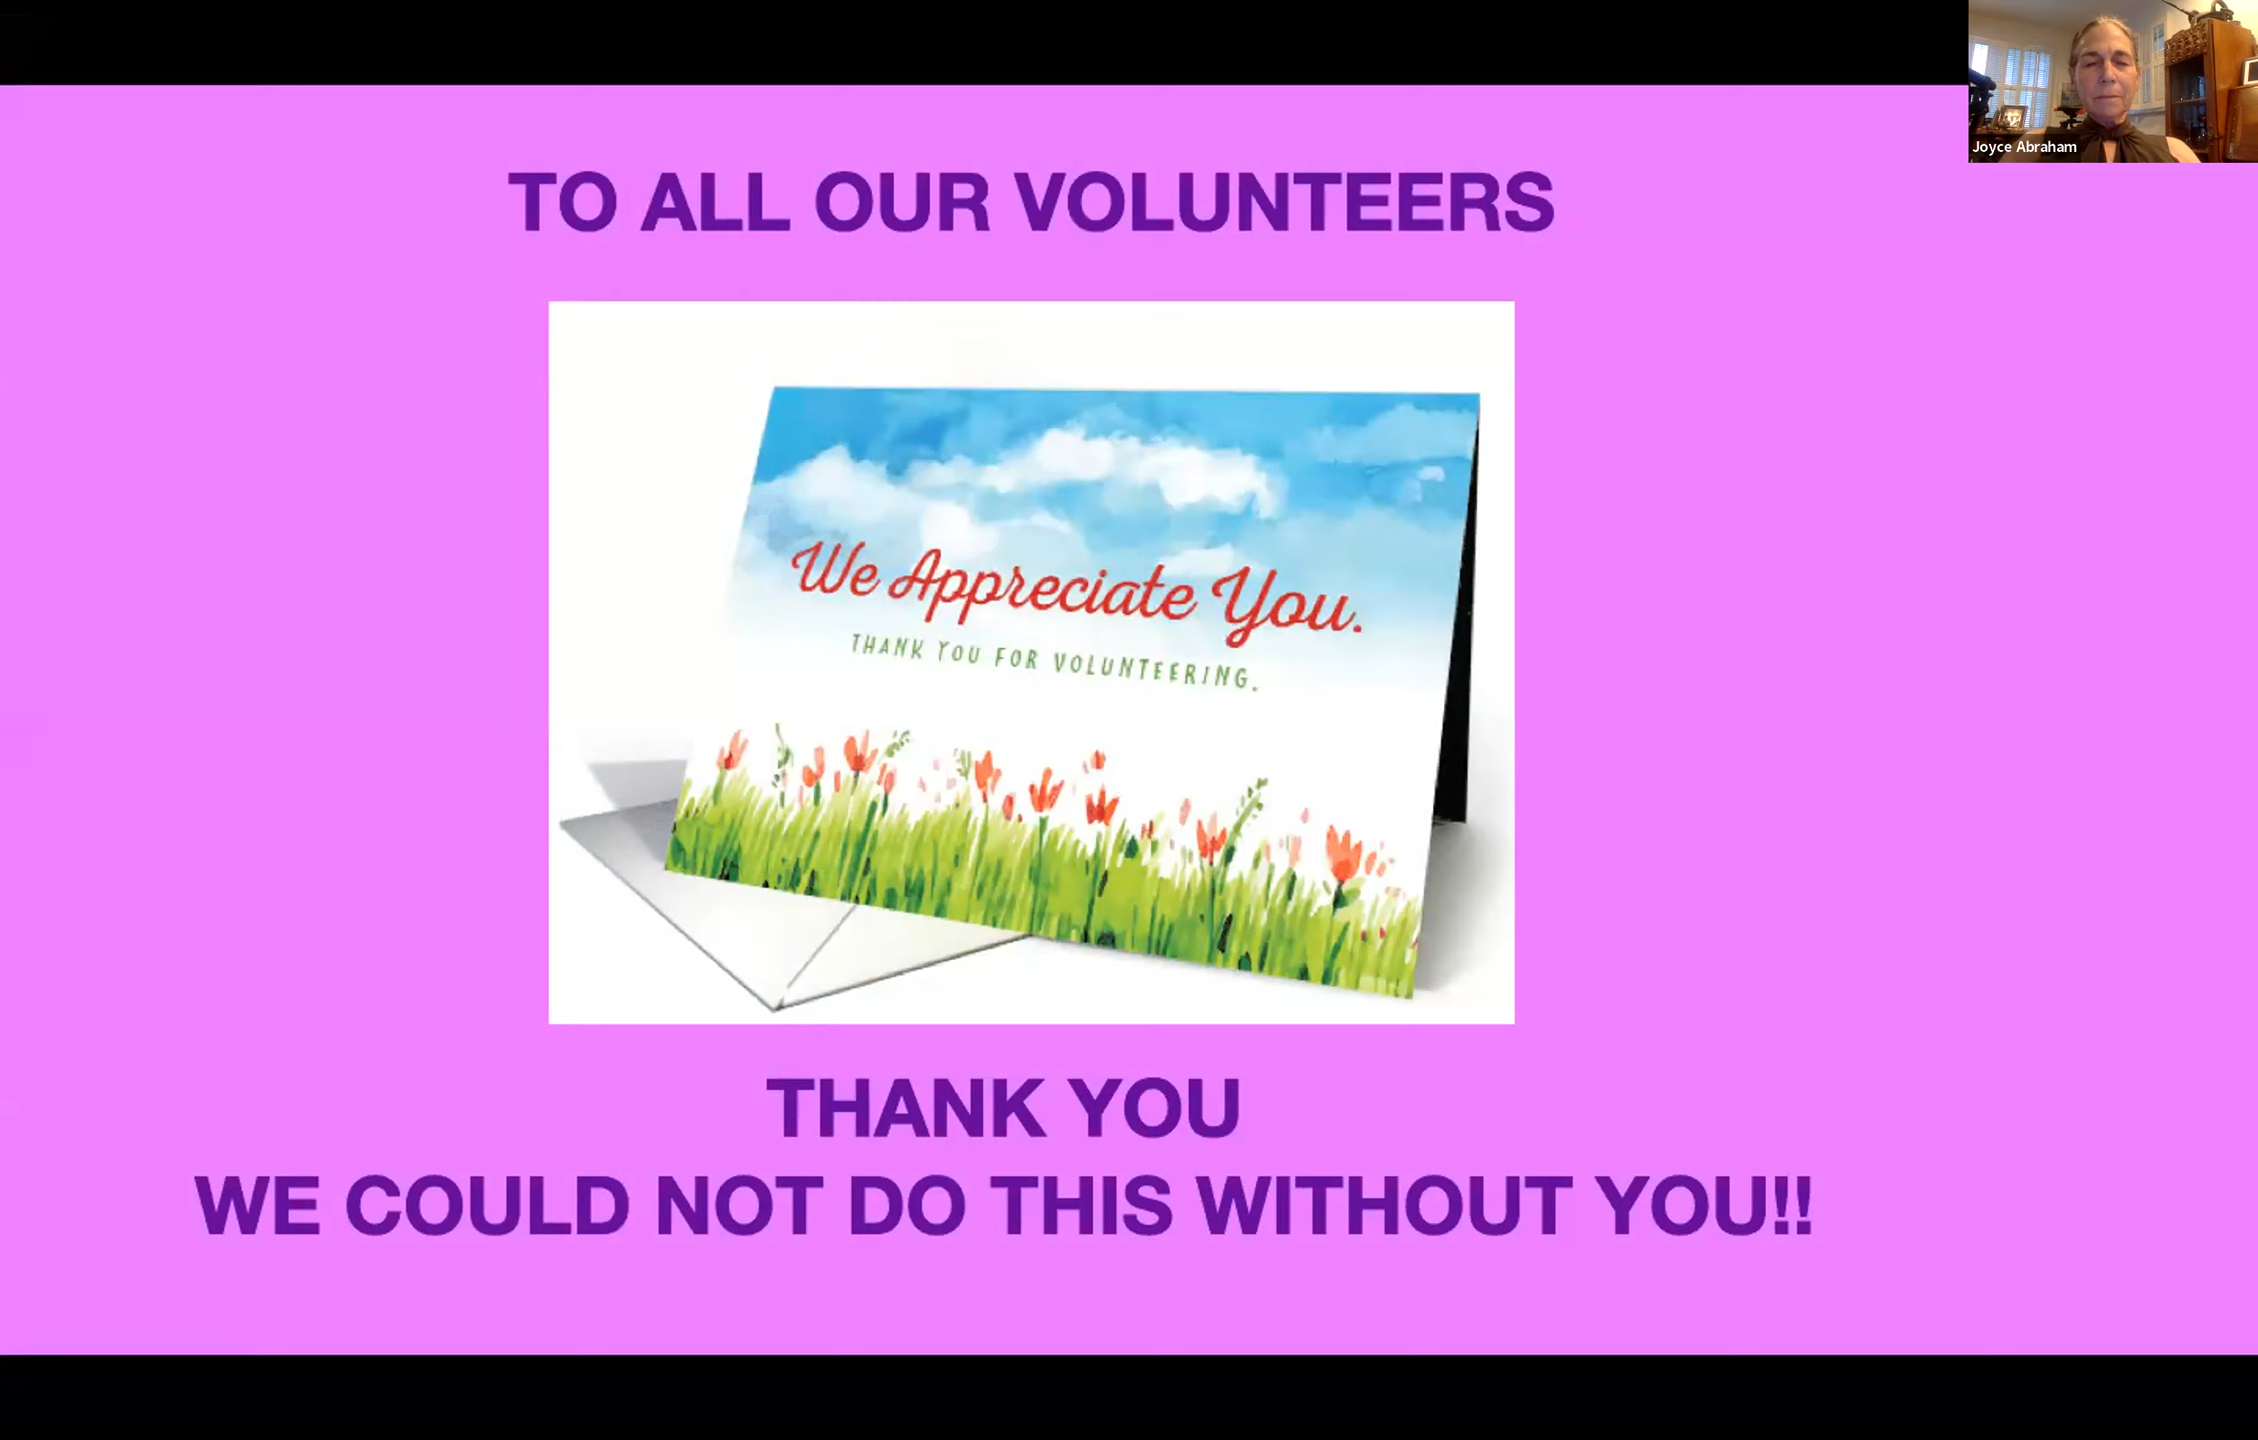 Joyce Abraham
TO ALL OUR VOLUNTEERS
We Appreciate You.
THANK YOU FOR VOLUNTEERING.
THANK YOU
WE COULD NOT DO THIS WITHOUT YOU!!